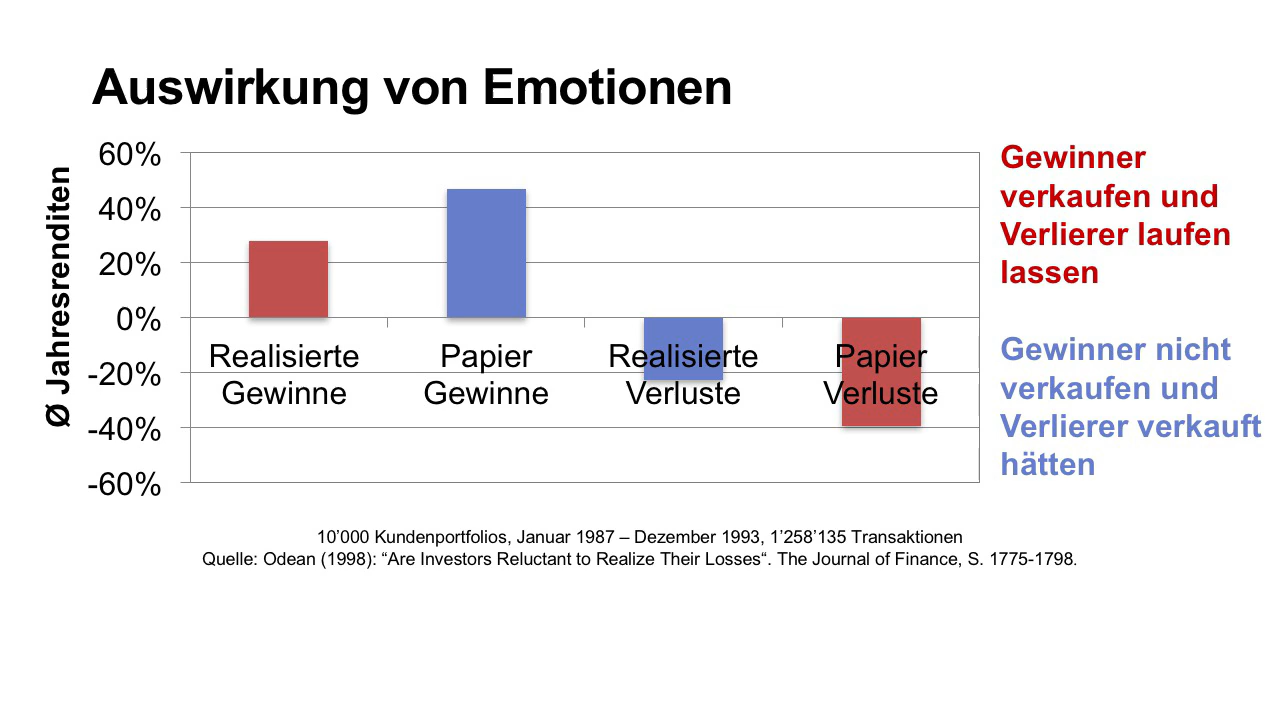 Auswirkung von Emotionen
Ø Jahresrenditen
60%
40%
20%
0%
-20%
-40%
-60%
Realisierte
Gewinne
Papier
Gewinne
Realisierte
Verluste
Papier
Verluste
Gewinner
verkaufen und
Verlierer laufen
lassen
Gewinner nicht
verkaufen und
Verlierer verkauft
hätten
10’000 Kundenportfolios, Januar 1987 – Dezember 1993, 1’258’135 Transaktionen
Quelle: Odean (1998): “Are Investors Reluctant to Realize Their Losses“. The Journal of Finance, S. 1775-1798.